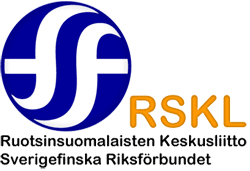 RSKL
Ruotsinsuomalaisten Keskusliitto
Sverigefinska Riksförbundet